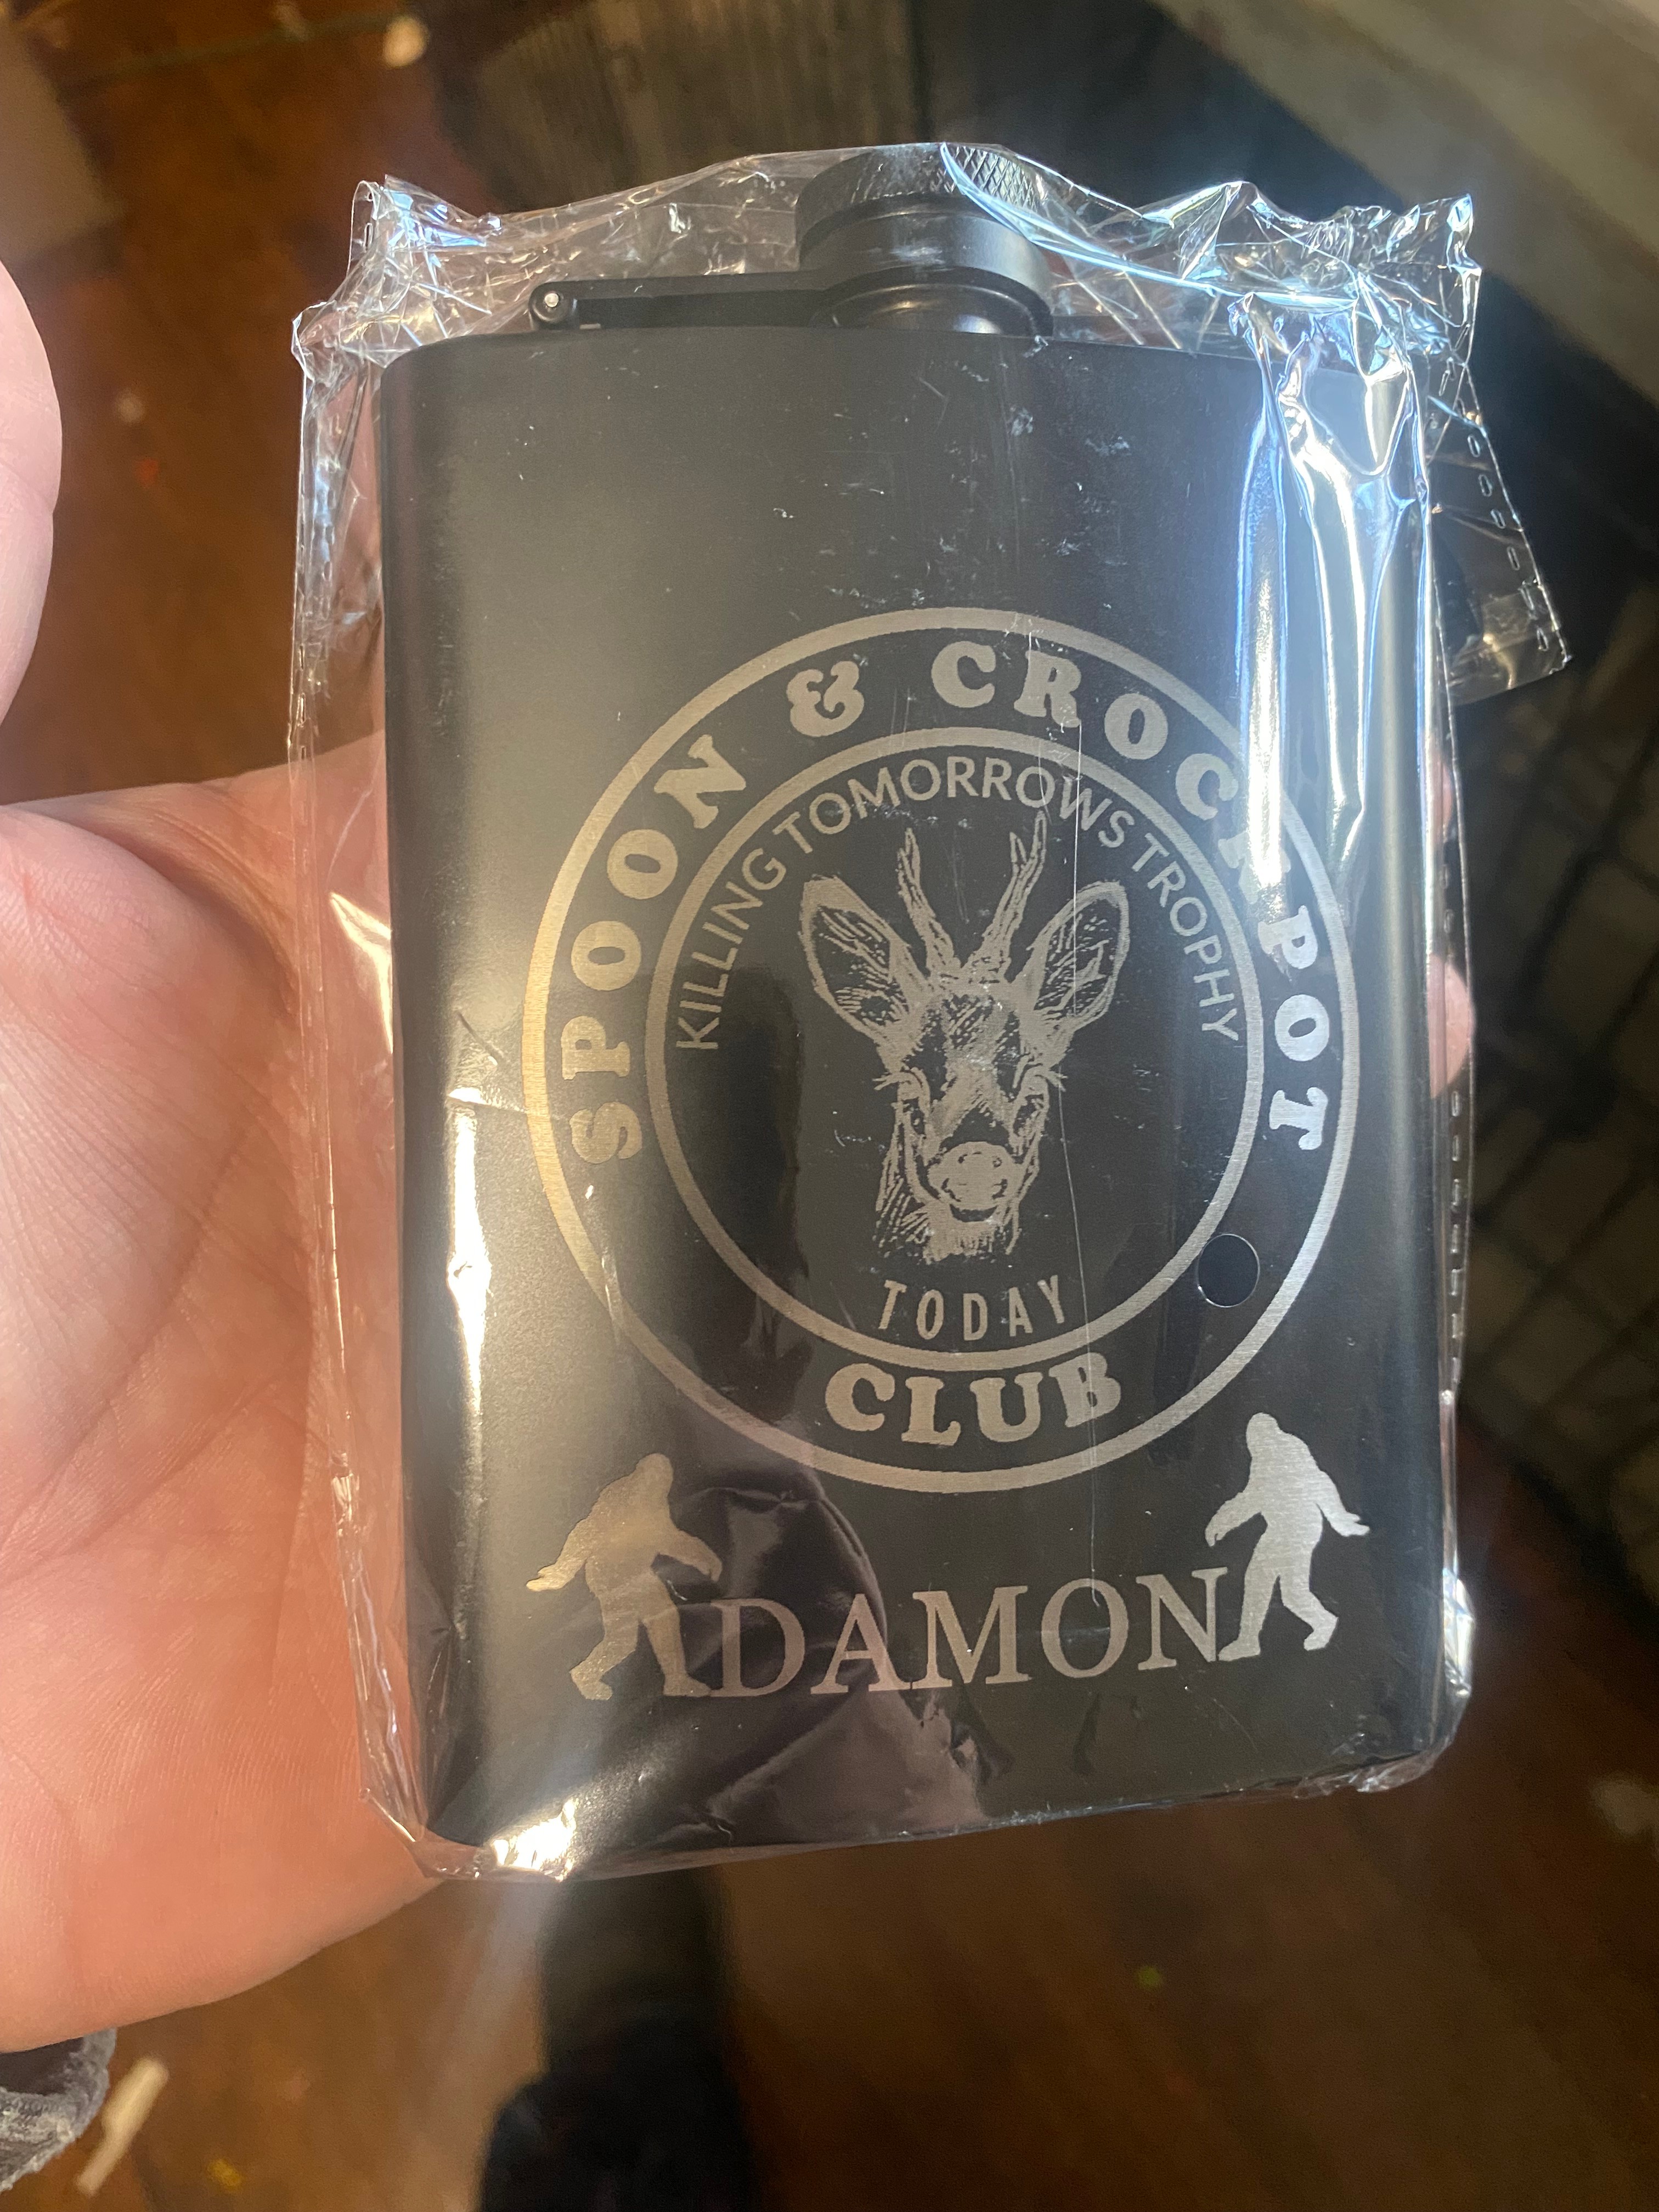 SPOON & CROCKPOT
KILLING TOMORROWS TROPHY
TODAY
CLUB
DAMON